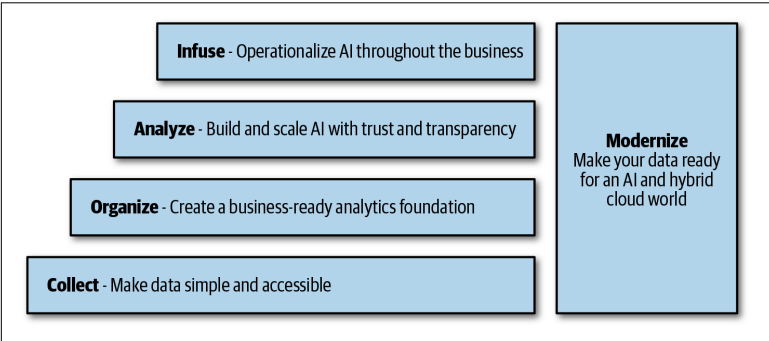 Infuse - Operationalize AI throughout the business
Analyze - Build and scale AI with trust and transparency
Organize - Create a business-ready analytics foundation
Collect - Make data simple and accessible
Modernize
Make your data ready
for an AI and hybrid
cloud world